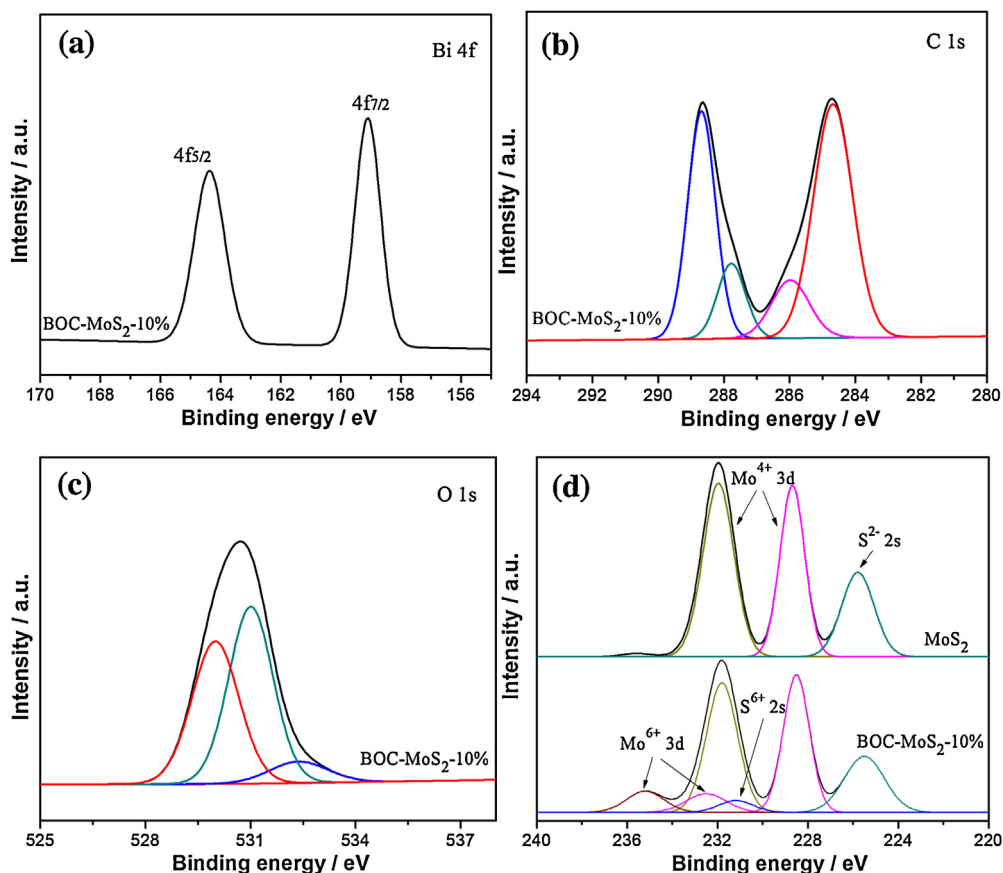 (a)
Bi 4f
4f7/2
4f5/2
BOC-MoS2-10%
Intensity / a.u.
170 168 166 164 162 160 158 156
Binding energy / eV
(b)
C 1s
BOC-MoS2-10%
Intensity / a.u.
294 292 290 288 286 284 282 280
Binding energy / eV
(c)
O 1s
BOC-MoS2-10%
Intensity / a.u.
525 528 531 534 537
Binding energy / eV
(d)
Mo4+ 3d
S2- 2s
MoS2
S6+ 2s
Mo6+ 3d
BOC-MoS2-10%
Intensity / a.u.
240 236 232 228 224 220
Binding energy / eV